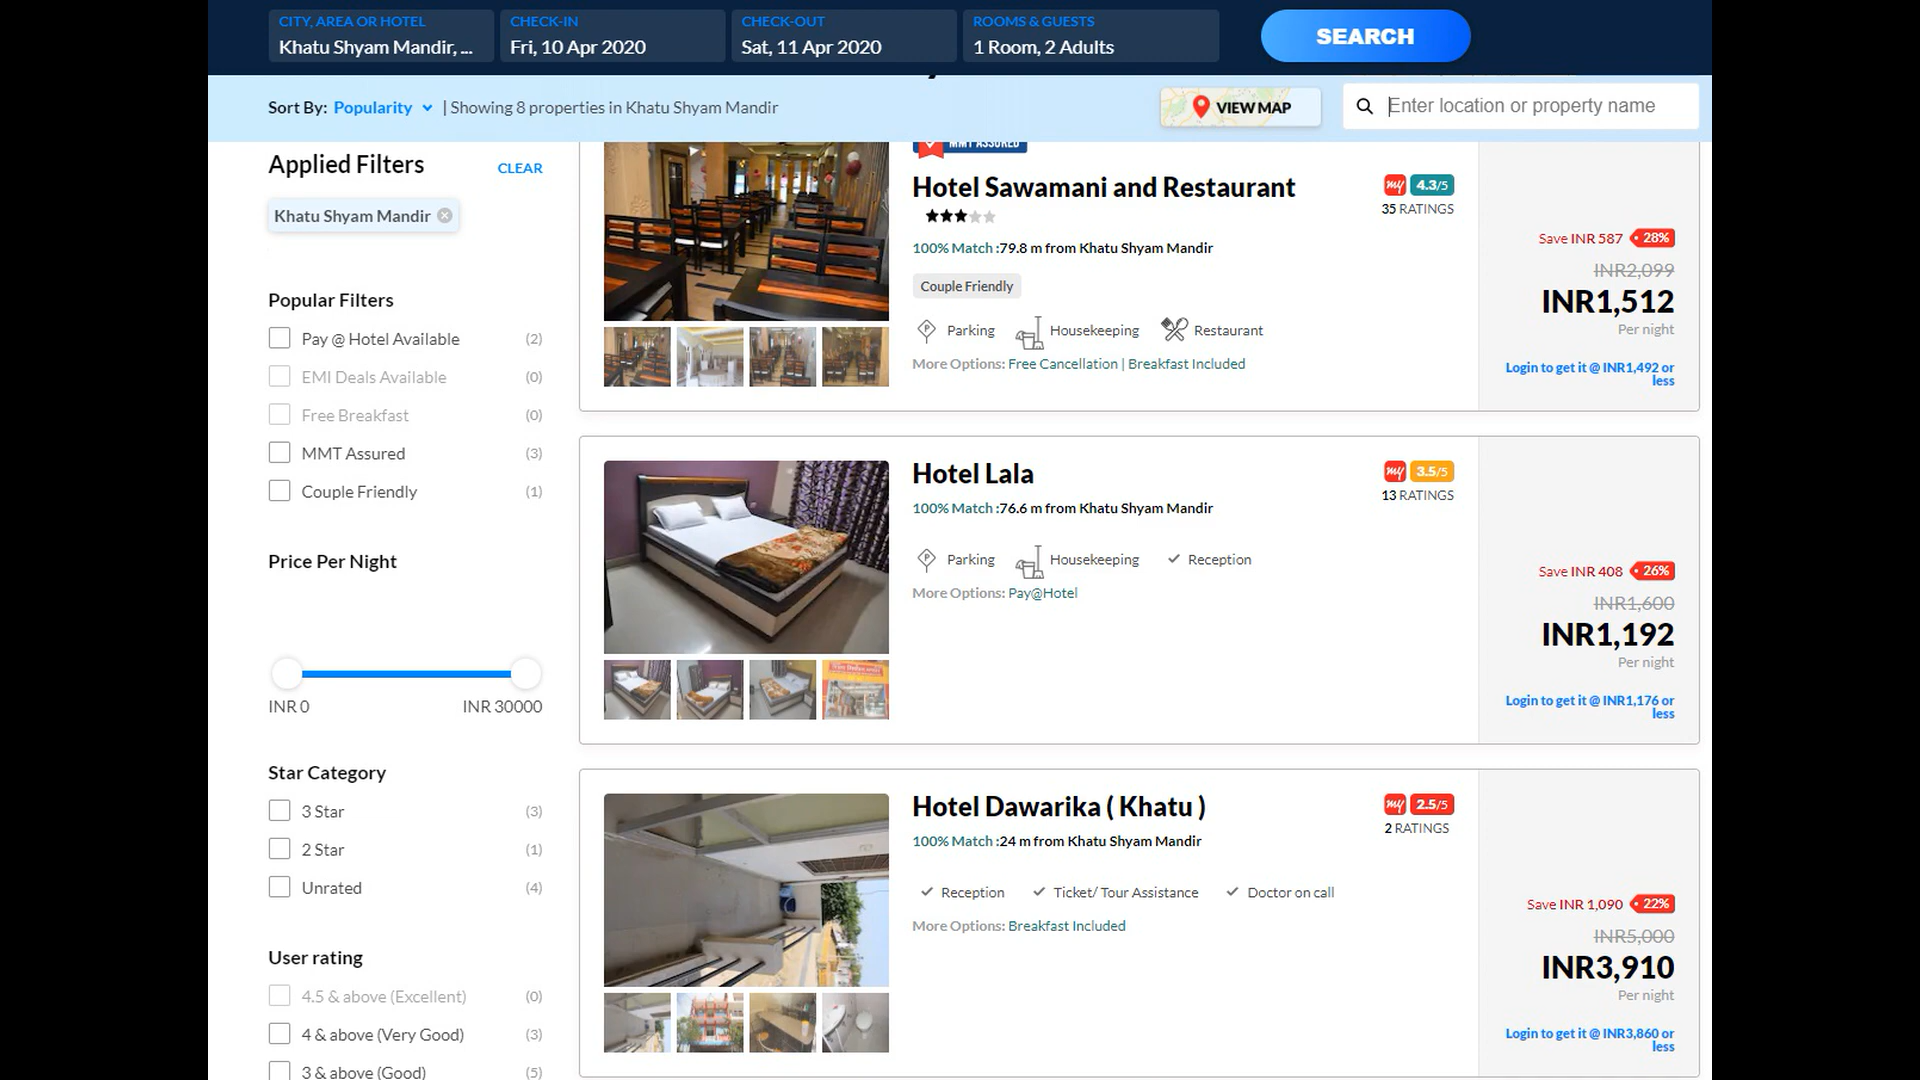 CITY, AREA OR HOTEL
Khatu Shyam Mandir, ...
CHECK-IN
Fri, 10 Apr 2020
CHECK-OUT
Sat, 11 Apr 2020
ROOMS & GUESTS
1 Room, 2 Adults
SEARCH
Sort By: Popularity | Showing 8 properties in Khatu Shyam Mandir
VIEW MAP
Enter location or property name
Applied Filters
CLEAR
Khatu Shyam Mandir
Popular Filters
Pay @ Hotel Available (2)
EMI Deals Available (0)
Free Breakfast (0)
MMT Assured (3)
Couple Friendly (1)
Price Per Night
INR 0
INR 30000
Star Category
3 Star (3)
2 Star (1)
Unrated (4)
User rating
4.5 & above (Excellent) (0)
4 & above (Very Good) (3)
3 & above (Good) (5)
MMT ASSURED
Hotel Sawamani and Restaurant
my 4.3/5
35 RATINGS
100% Match :79.8 m from Khatu Shyam Mandir
Couple Friendly
Parking Housekeeping Restaurant
More Options: Free Cancellation | Breakfast Included
Save INR 587 28%
INR2,099
INR1,512
Per night
Login to get it @ INR1,492 or
less
Hotel Lala
my 3.5/5
13 RATINGS
100% Match :76.6 m from Khatu Shyam Mandir
Parking Housekeeping Reception
More Options: Pay@Hotel
Save INR 408 26%
INR1,600
INR1,192
Per night
Login to get it @ INR1,176 or
less
Hotel Dawarika ( Khatu )
my 2.5/5
2 RATINGS
100% Match :24 m from Khatu Shyam Mandir
Reception Ticket/ Tour Assistance Doctor on call
More Options: Breakfast Included
Save INR 1,090 22%
INR5,000
INR3,910
Per night
Login to get it @ INR3,860 or
less